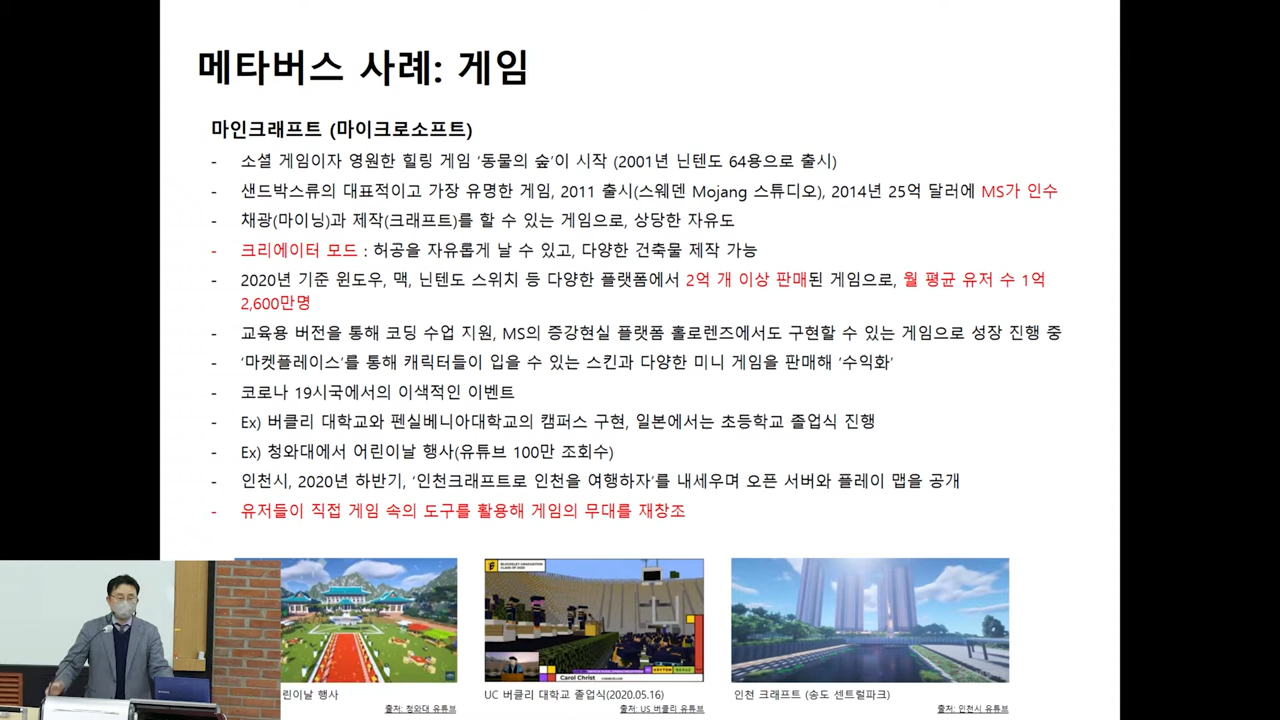 메타버스 사례: 게임
마인크래프트 (마이크로소프트)
- 소셜 게임이자 영원한 힐링 게임 ‘동물의 숲’이 시작 (2001년 닌텐도 64용으로 출시)
- 샌드박스류의 대표적이고 가장 유명한 게임, 2011 출시(스웨덴 Mojang 스튜디오), 2014년 25억 달러에 MS가 인수
- 채광(마이닝)과 제작(크래프트)를 할 수 있는 게임으로, 상당한 자유도
- 크리에이터 모드 : 허공을 자유롭게 날 수 있고, 다양한 건축물 제작 가능
- 2020년 기준 윈도우, 맥, 닌텐도 스위치 등 다양한 플랫폼에서 2억 개 이상 판매된 게임으로, 월 평균 유저 수 1억
2,600만명
- 교육용 버전을 통해 코딩 수업 지원, MS의 증강현실 플랫폼 홀로렌즈에서도 구현할 수 있는 게임으로 성장 진행 중
- ‘마켓플레이스’를 통해 캐릭터들이 입을 수 있는 스킨과 다양한 미니 게임을 판매해 ‘수익화’
- 코로나 19시국에서의 이색적인 이벤트
- Ex) 버클리 대학교와 펜실베니아대학교의 캠퍼스 구현, 일본에서는 초등학교 졸업식 진행
- Ex) 청와대에서 어린이날 행사(유튜브 100만 조회수)
- 인천시, 2020년 하반기, ‘인천크래프트로 인천을 여행하자’를 내세우며 오픈 서버와 플레이 맵을 공개
- 유저들이 직접 게임 속의 도구를 활용해 게임의 무대를 재창조
Carol Christ
린이날 행사
출처: 청와대 유튜브
UC 버클리 대학교 졸업식(2020.05.16)
출처: US 버클리 유튜브
인천 크래프트 (송도 센트럴파크)
출처: 인천시 유튜브